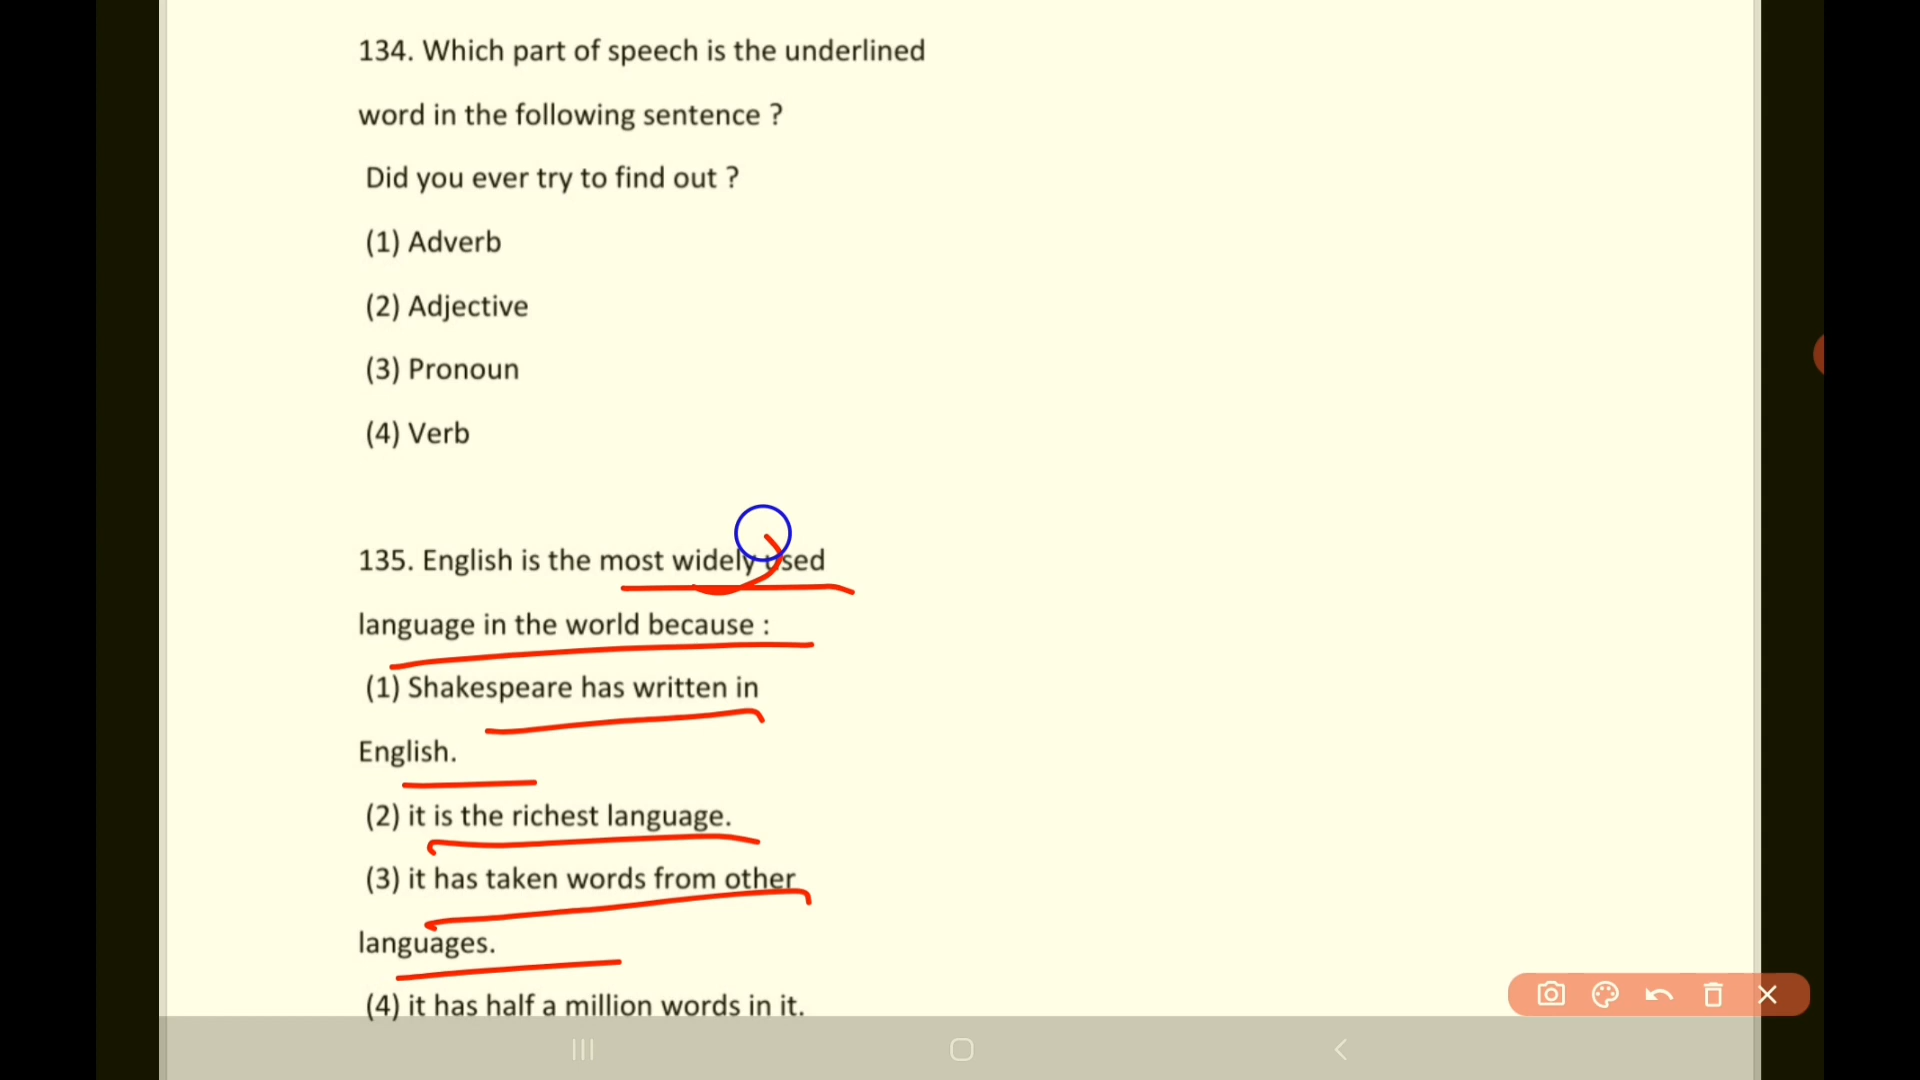 134. Which part of speech is the underlined
word in the following sentence ?
Did you ever try to find out ?
(1) Adverb
(2) Adjective
(3) Pronoun
(4) Verb
135. English is the most widely used
language in the world because :
(1) Shakespeare has written in
English.
(2) it is the richest language.
(3) it has taken words from other
languages.
(4) it has half a million words in it.